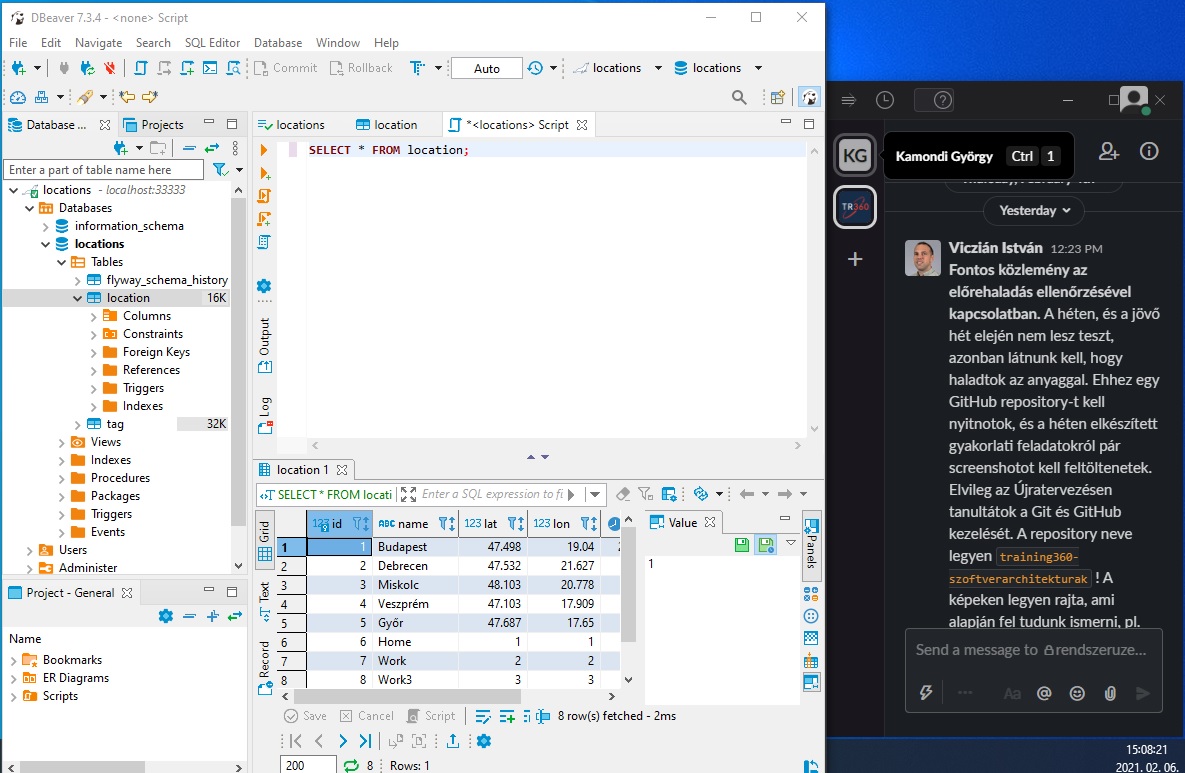 DBeaver 7.3.4 - <none> Script
File Edit Navigate Search SQL Editor Database Window Help
Commit Rollback Auto locations locations
Database ... Projects
Enter a part of table name here
locations - localhost:33333
Databases
information_schema
locations
Tables
flyway_schema_history
location 16K
Columns
Constraints
Foreign Keys
References
Triggers
Indexes
tag 32K
Views
Indexes
Procedures
Packages
Triggers
Events
Users
Administer
Project - General
Name
Bookmarks
ER Diagrams
Scripts
locations location *<locations> Script
SELECT * FROM location;
Output
Log
location 1
SELECT * FROM locati Enter a SQL expression to fi
Grid
Text
Record
123 id ABC name 123 lat 123 lon
1 1 Budapest 47.498 19.04
2 2 Debrecen 47.532 21.627
3 3 Miskolc 48.103 20.778
4 4 Veszprém 47.103 17.909
5 5 Győr 47.687 17.65
6 6 Home 1 1
7 7 Work 2 2
8 8 Work3 3 3
Value
1
Panels
Save Cancel Script 8 row(s) fetched - 2ms
200 8 Rows: 1
KG Kamondi György Ctrl 1
TR360
Yesterday
Viczián István 12:23 PM
Fontos közlemény az
előrehaladás ellenőrzésével
kapcsolatban. A héten, és a jövő
hét elején nem lesz teszt,
azonban látnunk kell, hogy
haladtok az anyaggal. Ehhez egy
GitHub repository-t kell
nyitnotok, és a héten elkészített
gyakorlati feladatokról pár
screenshotot kell feltöltenetek.
Elvileg az Újratervezésen
tanultátok a Git és GitHub
kezelését. A repository neve
legyen training360-
szoftverarchitekturak ! A
képeken legyen rajta, ami
alapján fel tudunk ismerni, pl.
Send a message to rendszeruze...
Aa @
15:08:21
2021. 02. 06.